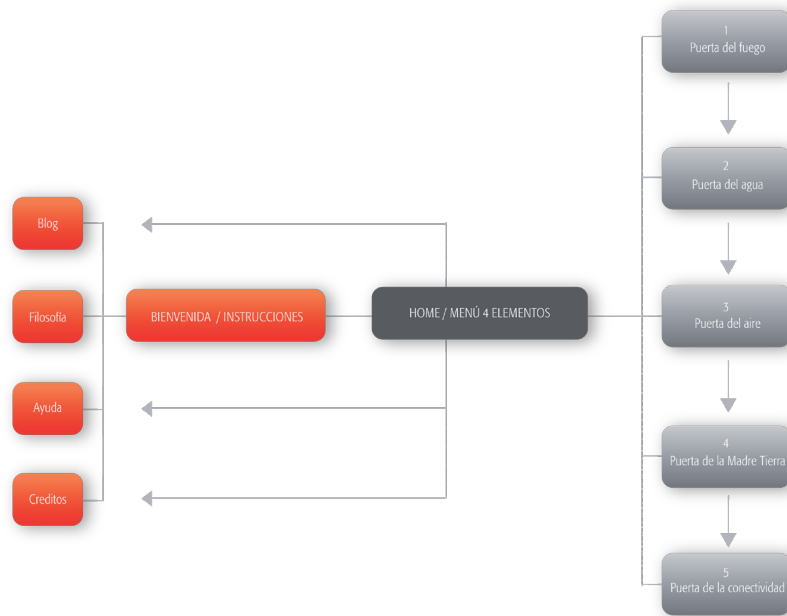 1
Puerta del fuego
2
Puerta del agua
Blog
Filosofía
BIENVENIDA / INSTRUCCIONES
HOME / MENÚ 4 ELEMENTOS
3
Puerta del aire
Ayuda
4
Puerta de la Madre Tierra
Creditos
5
Puerta de la conectividad